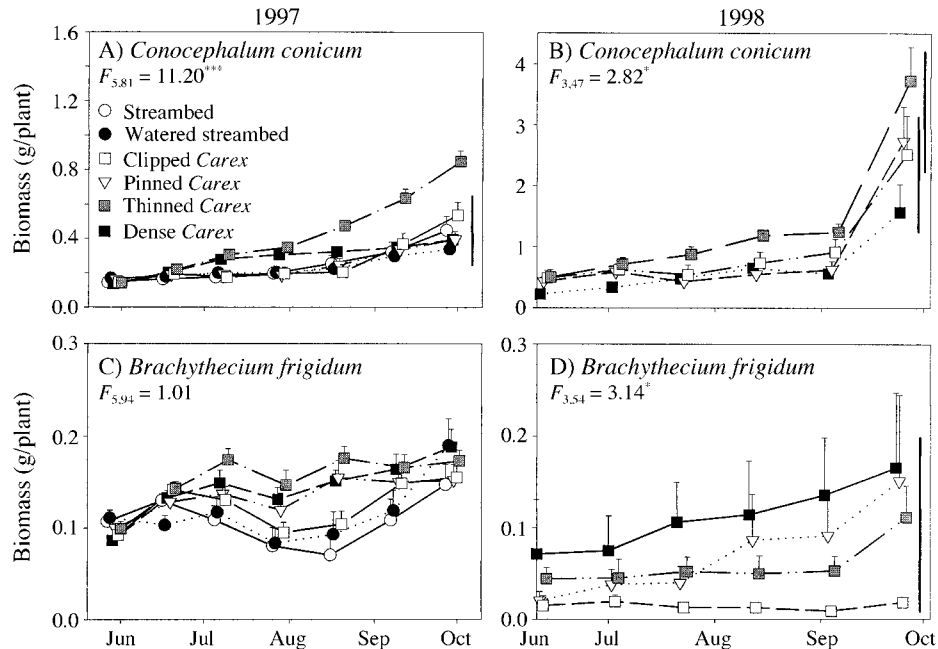 1997
1998
A) Conocephalum conicum
F5,81 = 11.20***
Streambed
Watered streambed
Clipped Carex
Pinned Carex
Thinned Carex
Dense Carex
Biomass (g/plant)
1.6
1.2
0.8
0.4
0.0
B) Conocephalum conicum
F3,47 = 2.82*
4
3
2
1
0
C) Brachythecium frigidum
F5,94 = 1.01
Biomass (g/plant)
0.3
0.2
0.1
0.0
Jun Jul Aug Sep Oct
D) Brachythecium frigidum
F3,54 = 3.14*
0.3
0.2
0.1
0.0
Jun Jul Aug Sep Oct